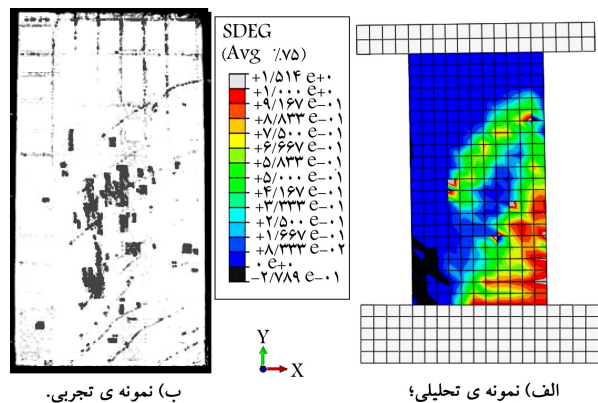 SDEG
(Avg ٪۷۵)
+۱/۵۱۴ e+۰
+۱/۰۰۰ e+۰
+۹/۱۶۷ e-۰۱
+۸/۸۳۳ e-۰۱
+۷/۵۰۰ e-۰۱
+۶/۶۶۷ e-۰۱
+۵/۸۳۳ e-۰۱
+۵/۰۰۰ e-۰۱
+۴/۱۶۷ e-۰۱
+۳/۳۳۳ e-۰۱
+۲/۵۰۰ e-۰۱
+۱/۶۶۷ e-۰۱
+۸/۳۳۳ e-۰۲
۰ e+۰
-۲/۷۸۹ e-۰۱
Y
X
الف) نمونه ی تحلیلی؛
ب) نمونه ی تجربی.